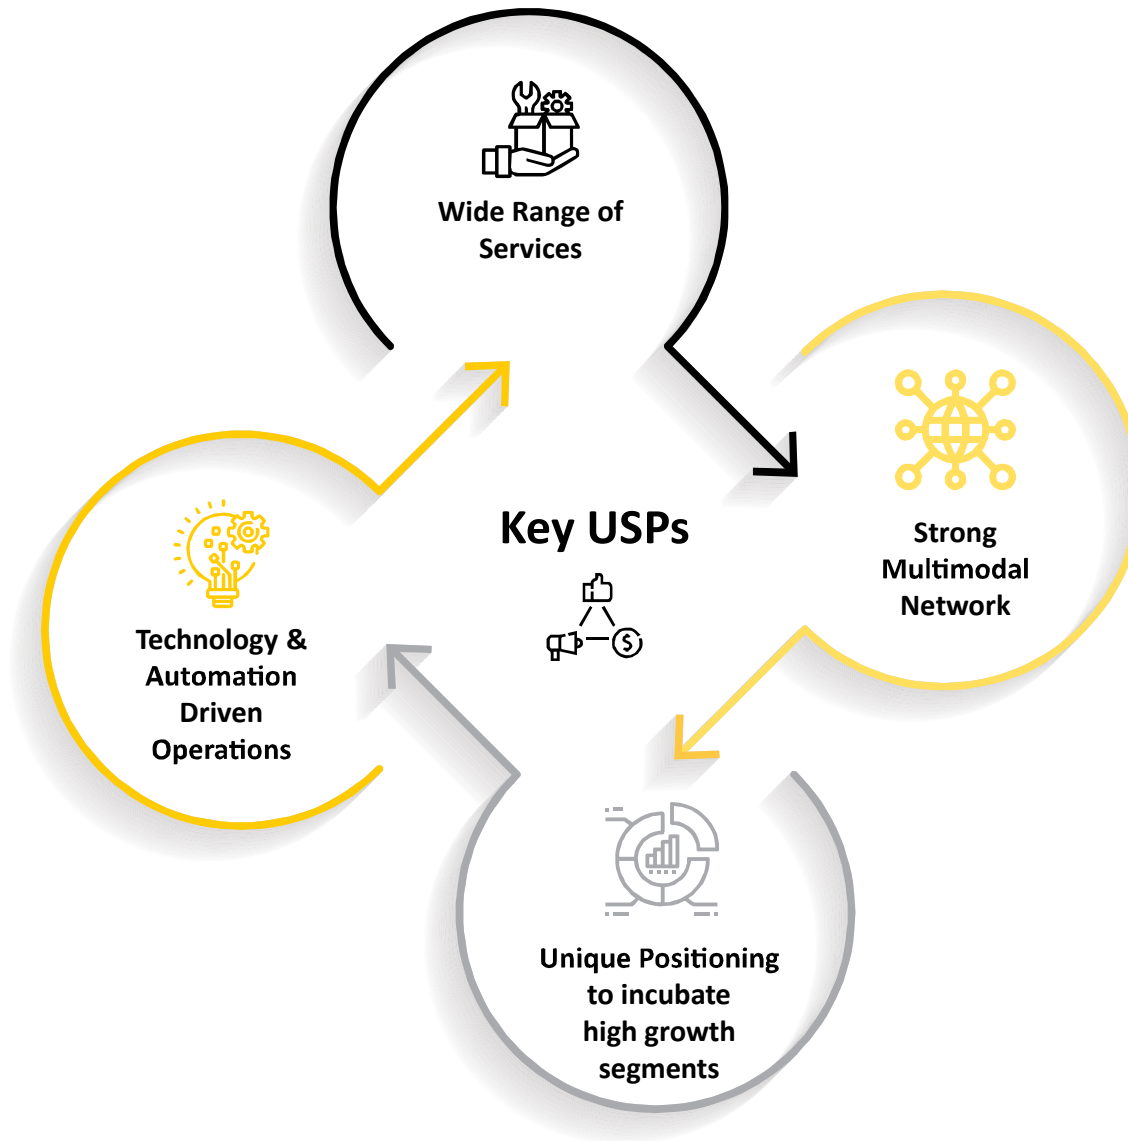 Wide Range of
Services
Key USPs
Strong
Multimodal
Network
Technology &
Automation
Driven
Operations
$
Unique Positioning
to incubate
high growth
segments